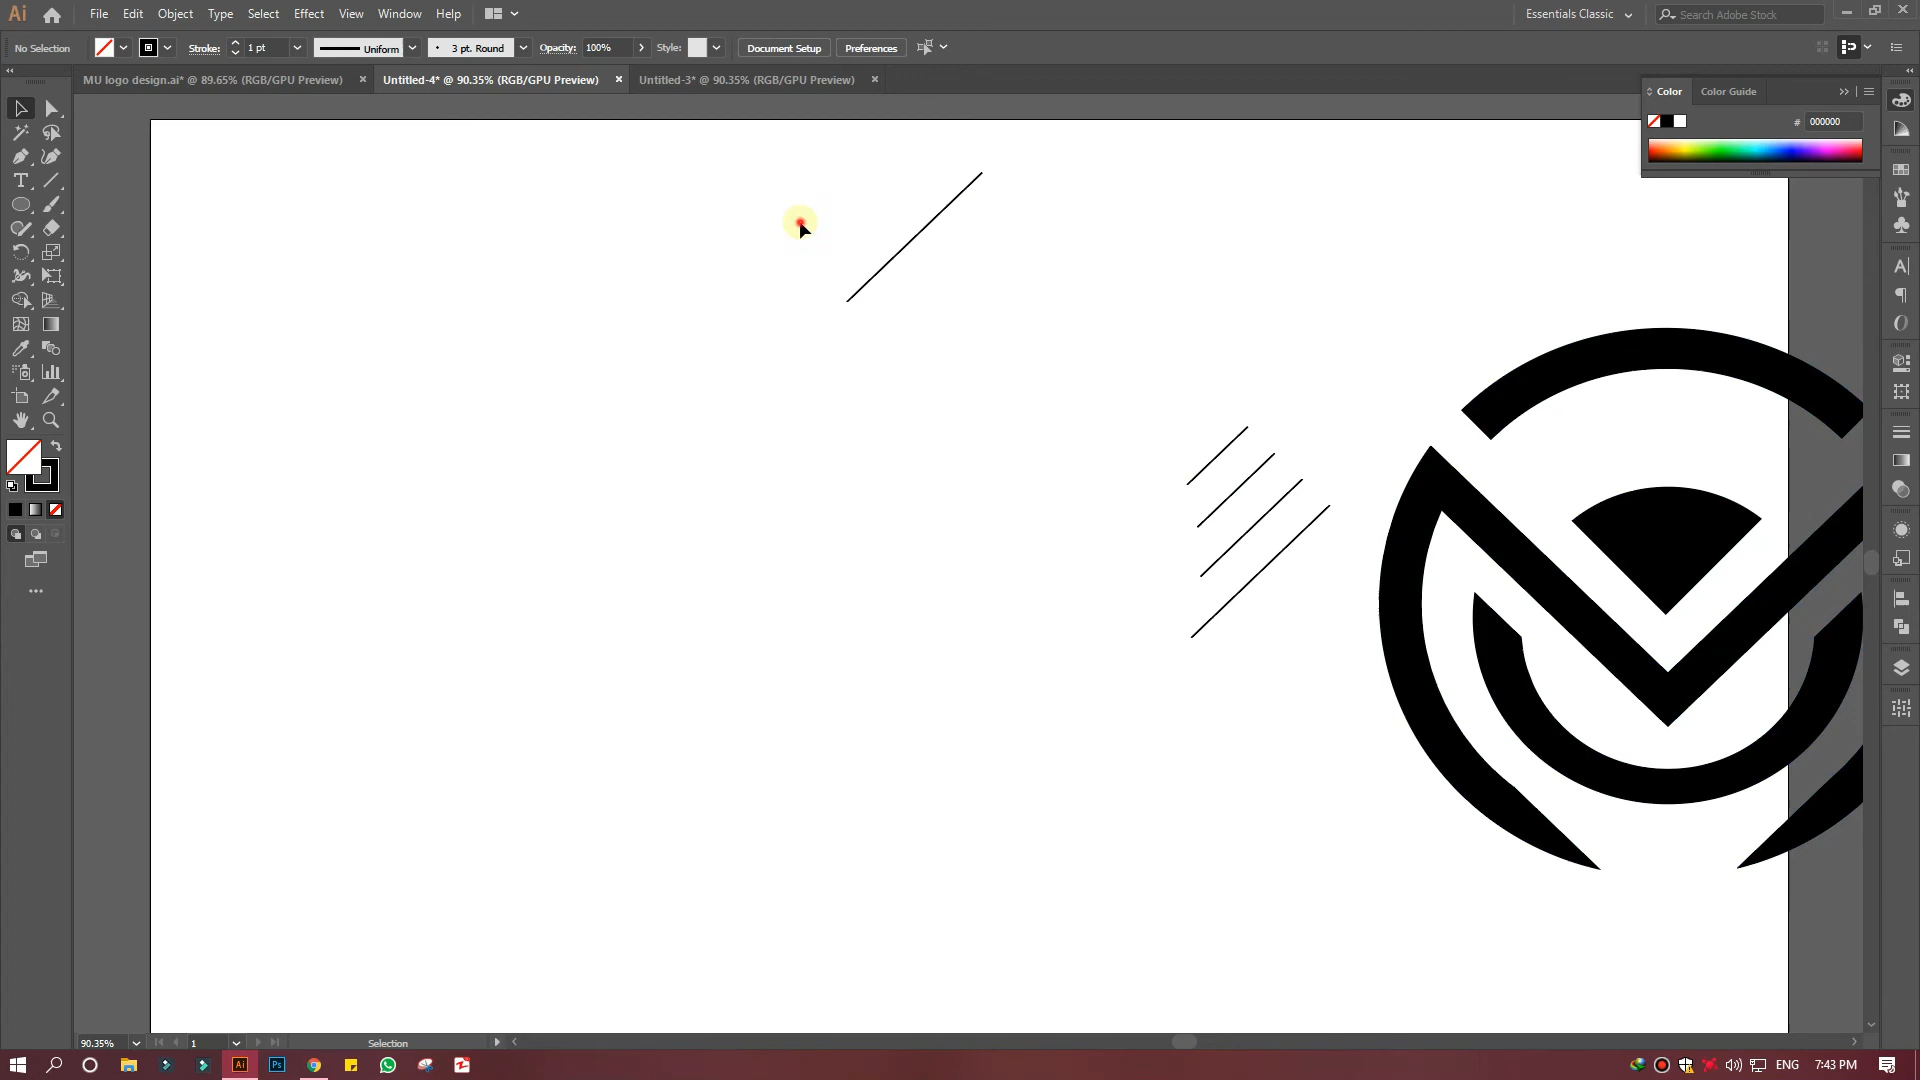 Ai File Edit Object Type Select Effect View Window Help Essentials Classic Search Adobe Stock
No Selection Stroke: 1 pt Uniform 3 pt. Round Opacity: 100% Style: Document Setup Preferences
MU logo design.ai* @ 89.65% (RGB/GPU Preview) Untitled-4* @ 90.35% (RGB/GPU Preview) Untitled-3* @ 90.35% (RGB/GPU Preview)
Color Color Guide
# 000000
90.35% 1 Selection
Ai Ps ENG 7:43 PM